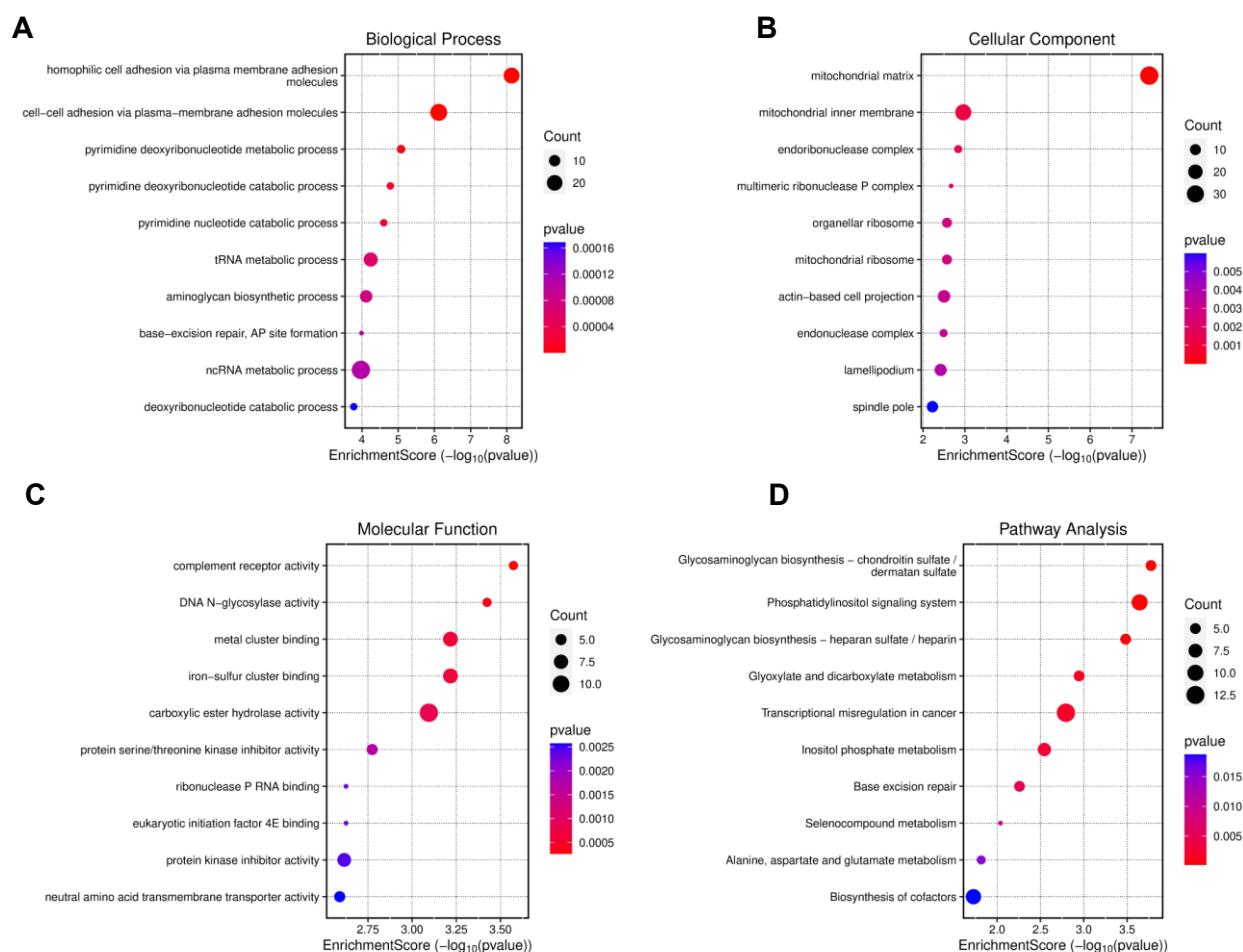 A
Biological Process
homophilic cell adhesion via plasma membrane adhesion
molecules
cell−cell adhesion via plasma−membrane adhesion molecules
pyrimidine deoxyribonucleotide metabolic process
pyrimidine deoxyribonucleotide catabolic process
pyrimidine nucleotide catabolic process
tRNA metabolic process
aminoglycan biosynthetic process
base−excision repair, AP site formation
ncRNA metabolic process
deoxyribonucleotide catabolic process
4 5 6 7 8
EnrichmentScore (−log10(pvalue))
Count
10
20
pvalue
0.00016
0.00012
0.00008
0.00004
B
Cellular Component
mitochondrial matrix
mitochondrial inner membrane
endoribonuclease complex
multimeric ribonuclease P complex
organellar ribosome
mitochondrial ribosome
actin−based cell projection
endonuclease complex
lamellipodium
spindle pole
2 3 4 5 6 7
EnrichmentScore (−log10(pvalue))
Count
10
20
30
pvalue
0.005
0.004
0.003
0.002
0.001
C
Molecular Function
complement receptor activity
DNA N−glycosylase activity
metal cluster binding
iron−sulfur cluster binding
carboxylic ester hydrolase activity
protein serine/threonine kinase inhibitor activity
ribonuclease P RNA binding
eukaryotic initiation factor 4E binding
protein kinase inhibitor activity
neutral amino acid transmembrane transporter activity
2.75 3.00 3.25 3.50
EnrichmentScore (−log10(pvalue))
Count
5.0
7.5
10.0
pvalue
0.0025
0.0020
0.0015
0.0010
0.0005
D
Pathway Analysis
Glycosaminoglycan biosynthesis − chondroitin sulfate /
dermatan sulfate
Phosphatidylinositol signaling system
Glycosaminoglycan biosynthesis − heparan sulfate / heparin
Glyoxylate and dicarboxylate metabolism
Transcriptional misregulation in cancer
Inositol phosphate metabolism
Base excision repair
Selenocompound metabolism
Alanine, aspartate and glutamate metabolism
Biosynthesis of cofactors
2.0 2.5 3.0 3.5
EnrichmentScore (−log10(pvalue))
Count
5.0
7.5
10.0
12.5
pvalue
0.015
0.010
0.005